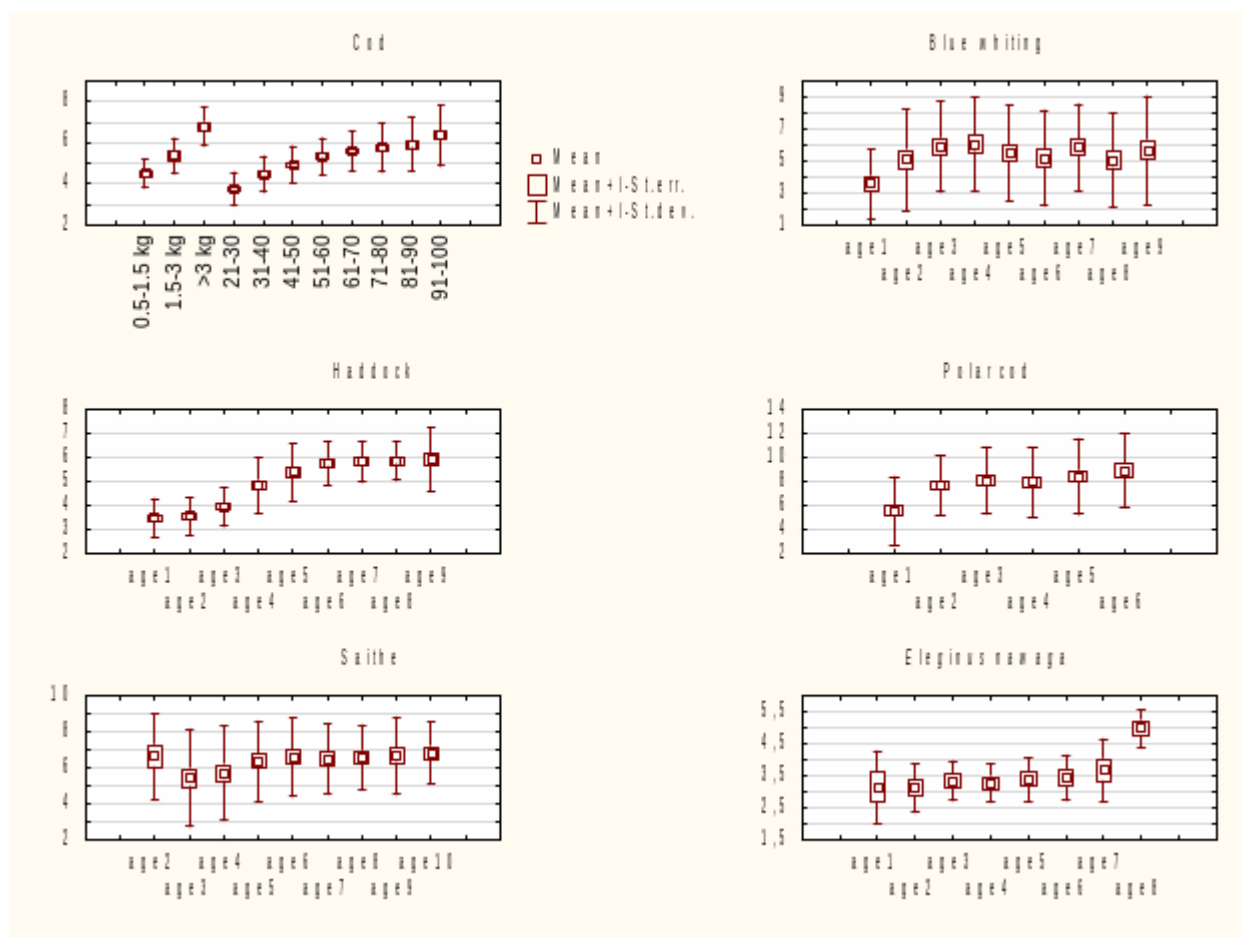 Cod
8
6
4
2
0.5-1.5 kg
1.5-3 kg
>3 kg
21-30
31-40
41-50
51-60
61-70
71-80
81-90
91-100
Mean
Mean+/-St.err.
Mean+/-St.dev.
Blue whiting
9
7
5
3
1
age1 age3 age5 age7 age9
age2 age4 age6 age8
Haddock
8
7
6
5
4
3
2
age1 age3 age5 age7 age9
age2 age4 age6 age8
Polar cod
14
12
10
8
6
4
2
age1 age3 age5
age2 age4 age6
Saithe
10
8
6
4
2
age2 age4 age6 age8 age10
age3 age5 age7 age9
Eleginus nawaga
5,5
4,5
3,5
2,5
1,5
age1 age3 age5 age7
age2 age4 age6 age8